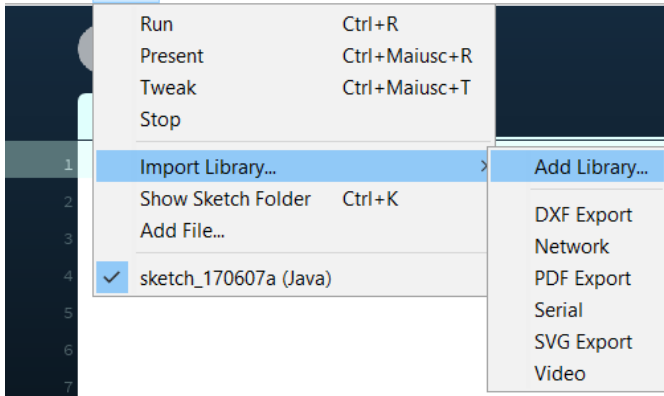 Run Ctrl+R
Present Ctrl+Maiusc+R
Tweak Ctrl+Maiusc+T
Stop
Import Library...
Show Sketch Folder Ctrl+K
Add File...
sketch_170607a (Java)
Add Library...
DXF Export
Network
PDF Export
Serial
SVG Export
Video
1
2
3
4
5
6
7